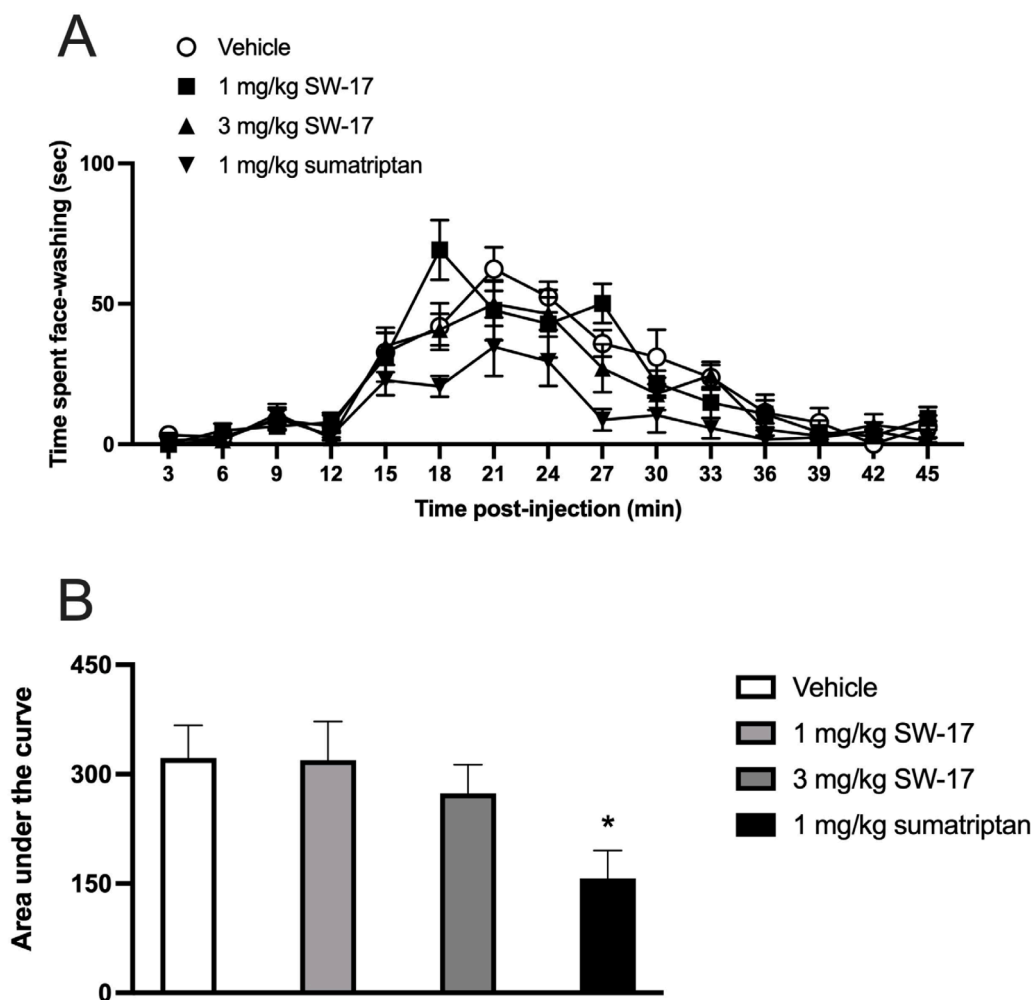 A
Vehicle
1 mg/kg SW-17
3 mg/kg SW-17
1 mg/kg sumatriptan
Time spent face-washing (sec)
100
50
0
3 6 9 12 15 18 21 24 27 30 33 36 39 42 45
Time post-injection (min)
B
Area under the curve
450
300
150
0
*
Vehicle
1 mg/kg SW-17
3 mg/kg SW-17
1 mg/kg sumatriptan